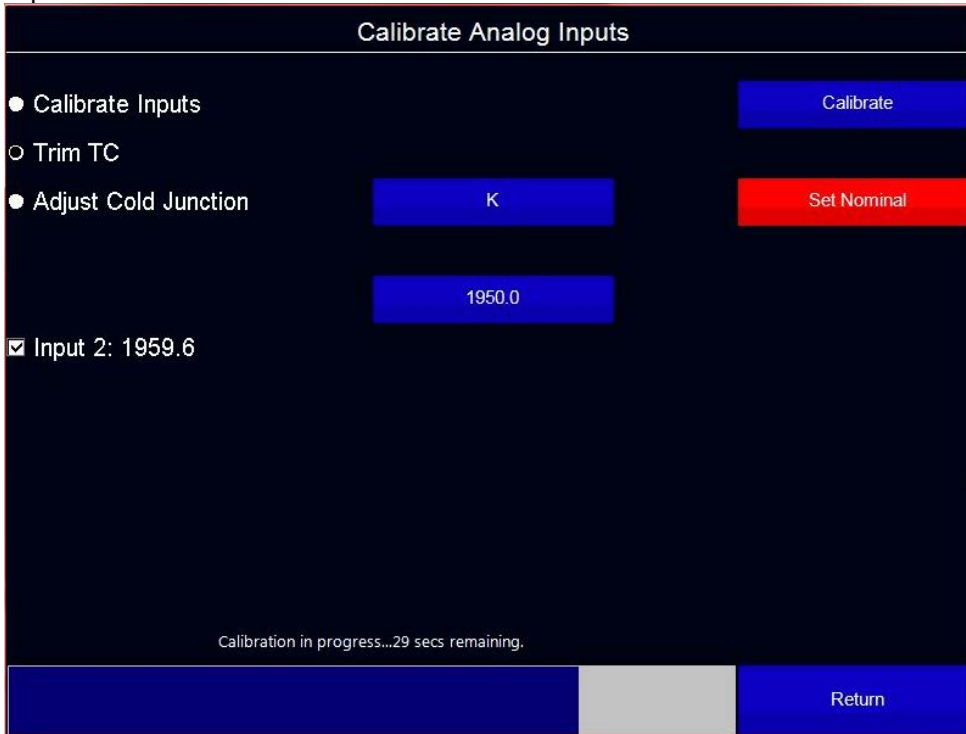 Calibrate Analog Inputs
Calibrate Inputs
Calibrate
Trim TC
Adjust Cold Junction
K
Set Nominal
1950.0
Input 2: 1959.6
Calibration in progress...29 secs remaining.
Return